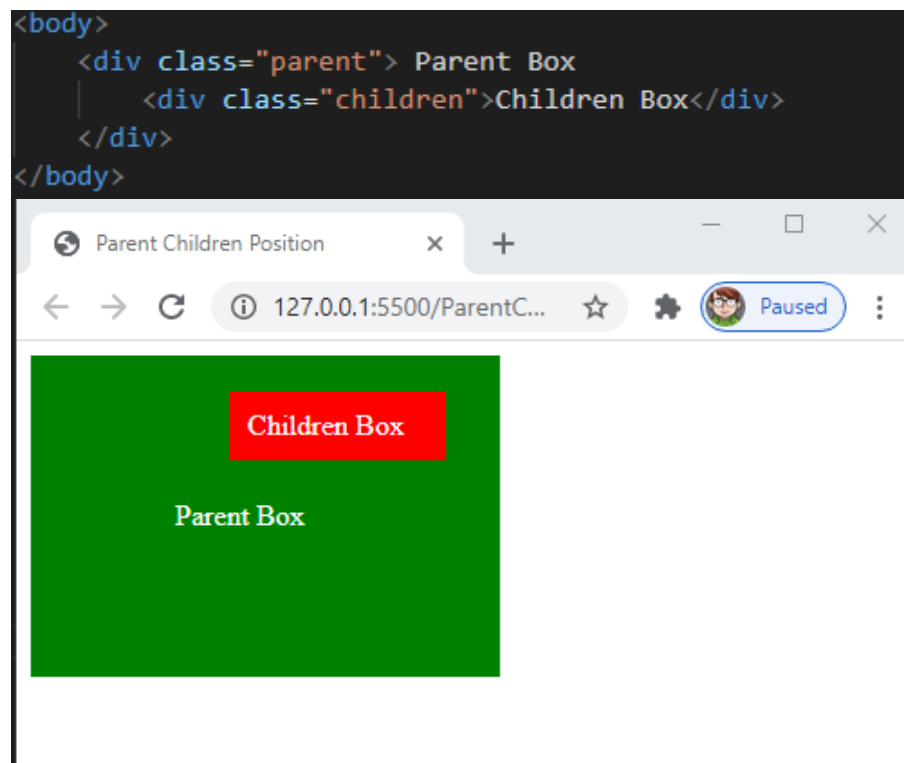 <body>
<div class="parent"> Parent Box
<div class="children">Children Box</div>
</div>
</body>
Parent Children Position
127.0.0.1:5500/ParentC...
Paused
Children Box
Parent Box